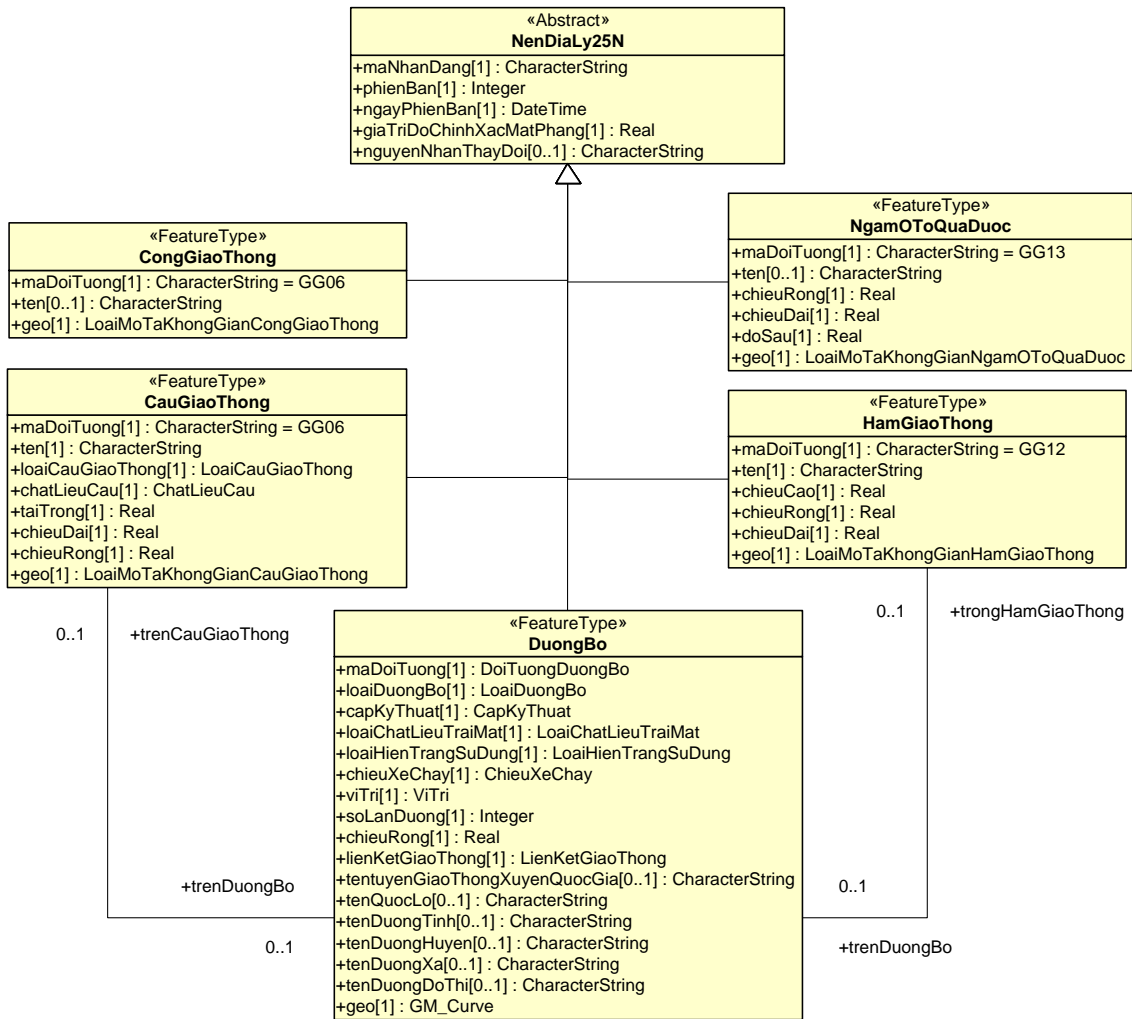 «Abstract»
NenDiaLy25N
+maNhanDang[1] : CharacterString
+phienBan[1] : Integer
+ngayPhienBan[1] : DateTime
+giaTriDoChinhXacMatPhang[1] : Real
+nguyenNhanThayDoi[0..1] : CharacterString
«FeatureType»
CongGiaoThong
+maDoiTuong[1] : CharacterString = GG06
+ten[0..1] : CharacterString
+geo[1] : LoaiMoTaKhongGianCongGiaoThong
«FeatureType»
NgamOToQuaDuoc
+maDoiTuong[1] : CharacterString = GG13
+ten[0..1] : CharacterString
+chieuRong[1] : Real
+chieuDai[1] : Real
+doSau[1] : Real
+geo[1] : LoaiMoTaKhongGianNgamOToQuaDuoc
«FeatureType»
CauGiaoThong
+maDoiTuong[1] : CharacterString = GG06
+ten[1] : CharacterString
+loaiCauGiaoThong[1] : LoaiCauGiaoThong
+chatLieuCau[1] : ChatLieuCau
+taiTrong[1] : Real
+chieuDai[1] : Real
+chieuRong[1] : Real
+geo[1] : LoaiMoTaKhongGianCauGiaoThong
«FeatureType»
HamGiaoThong
+maDoiTuong[1] : CharacterString = GG12
+ten[1] : CharacterString
+chieuCao[1] : Real
+chieuRong[1] : Real
+chieuDai[1] : Real
+geo[1] : LoaiMoTaKhongGianHamGiaoThong
0..1
+trenCauGiaoThong
0..1
+trongHamGiaoThong
«FeatureType»
DuongBo
+maDoiTuong[1] : DoiTuongDuongBo
+loaiDuongBo[1] : LoaiDuongBo
+capKyThuat[1] : CapKyThuat
+loaiChatLieuTraiMat[1] : LoaiChatLieuTraiMat
+loaiHienTrangSuDung[1] : LoaiHienTrangSuDung
+chieuXeChay[1] : ChieuXeChay
+viTri[1] : ViTri
+soLanDuong[1] : Integer
+chieuRong[1] : Real
+lienKetGiaoThong[1] : LienKetGiaoThong
+tentuyenGiaoThongXuyenQuocGia[0..1] : CharacterString
+tenQuocLo[0..1] : CharacterString
+tenDuongTinh[0..1] : CharacterString
+tenDuongHuyen[0..1] : CharacterString
+tenDuongXa[0..1] : CharacterString
+tenDuongDoThi[0..1] : CharacterString
+geo[1] : GM_Curve
+trenDuongBo
0..1
0..1
+trenDuongBo